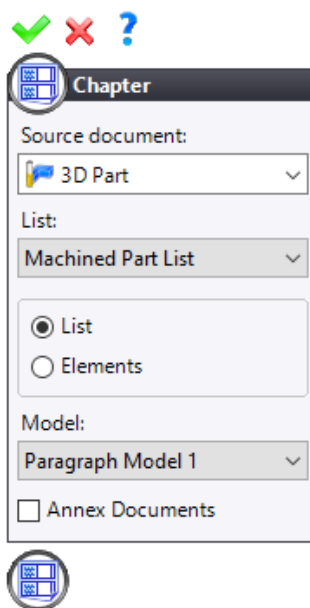 ?
Chapter
Source document:
3D Part
List:
Machined Part List
List
Elements
Model:
Paragraph Model 1
Annex Documents